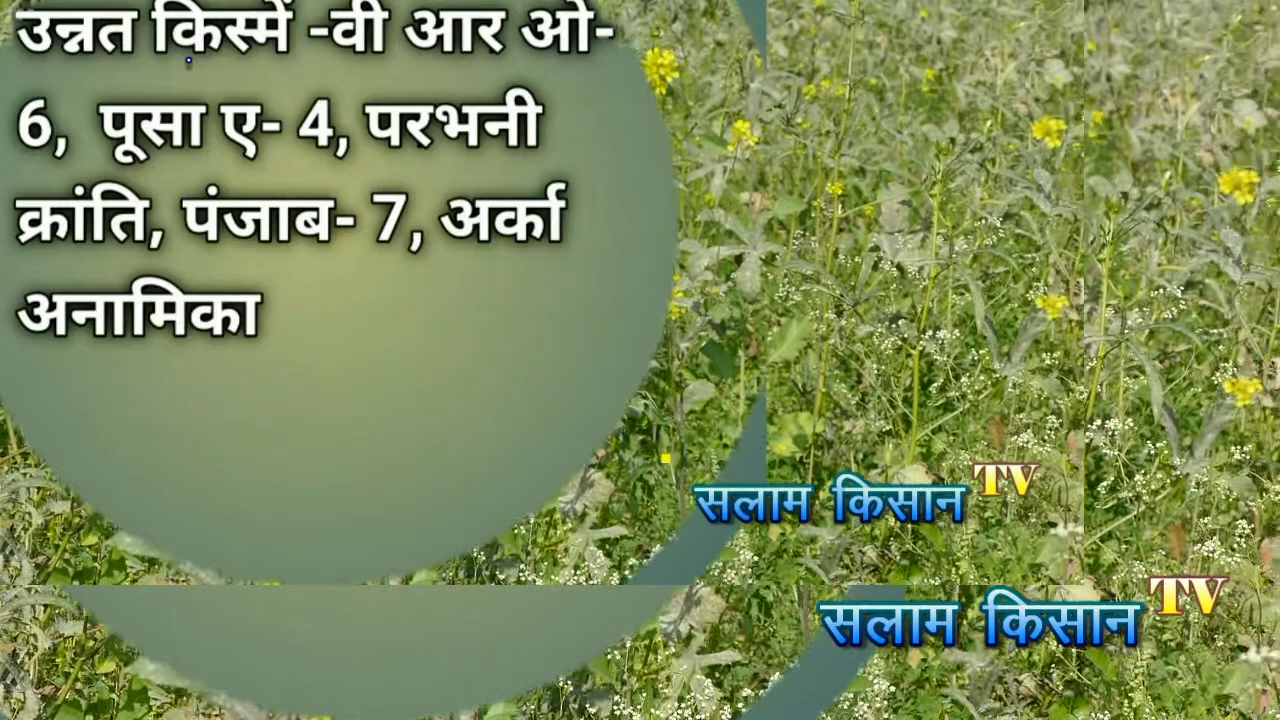 उन्नत किस्में -वी आर ओ-
6, पूसा ए- 4, परभनी
क्रांति, पंजाब- 7, अर्का
अनामिका
सलाम किसान TV
सलाम किसान TV